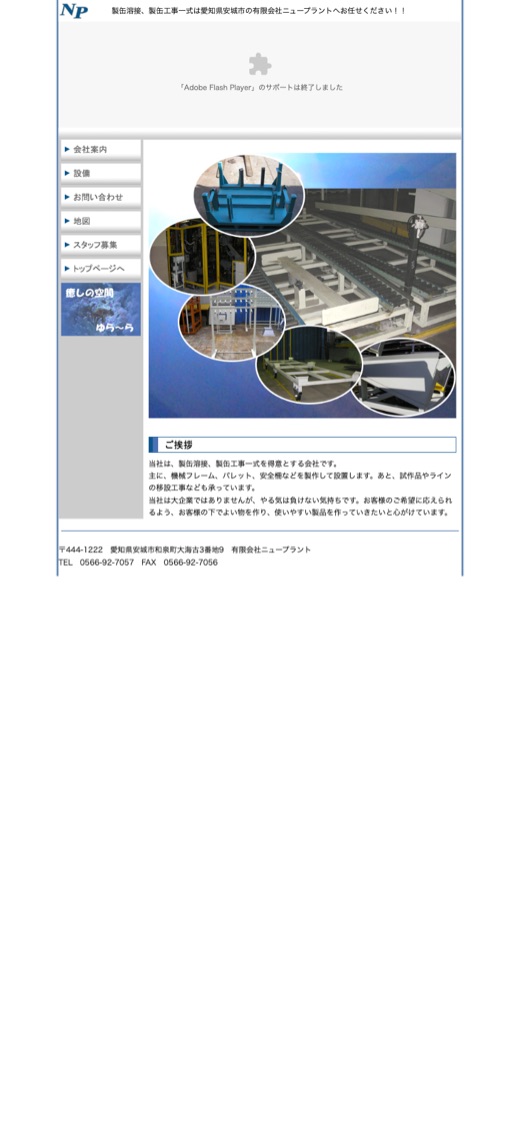 NP
製缶溶接、製缶工事一式は愛知県安城市の有限会社ニュープラントへお任せください！！
「Adobe Flash Player」のサポートは終了しました
会社案内
設備
お問い合わせ
地図
スタッフ募集
トップページへ
癒しの空間
ゆら～ら
ご挨拶
当社は、製缶溶接、製缶工事一式を得意とする会社です。
主に、機械フレーム、パレット、安全柵などを製作して設置します。あと、試作品やライン
の移設工事なども承っています。
当社は大企業ではありませんが、やる気は負けない気持ちです。お客様のご希望に応えられ
るよう、お客様の下でよい物を作り、使いやすい製品を作っていきたいと心がけています。
〒444-1222　愛知県安城市和泉町大海古3番地9　有限会社ニュープラント
TEL　0566-92-7057　FAX　0566-92-7056